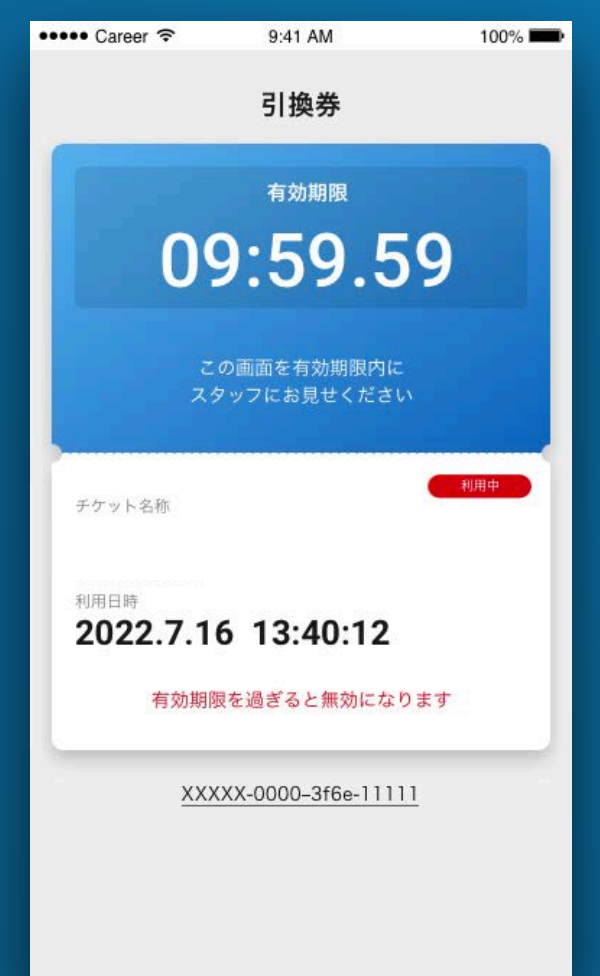 ●●●●● Career 9:41 AM 100%
引換券
有効期限
09:59.59
この画面を有効期限内に
スタッフにお見せください
利用中
チケット名称
利用日時
2022.7.16 13:40:12
有効期限を過ぎると無効になります
XXXXX-0000–3f6e-11111